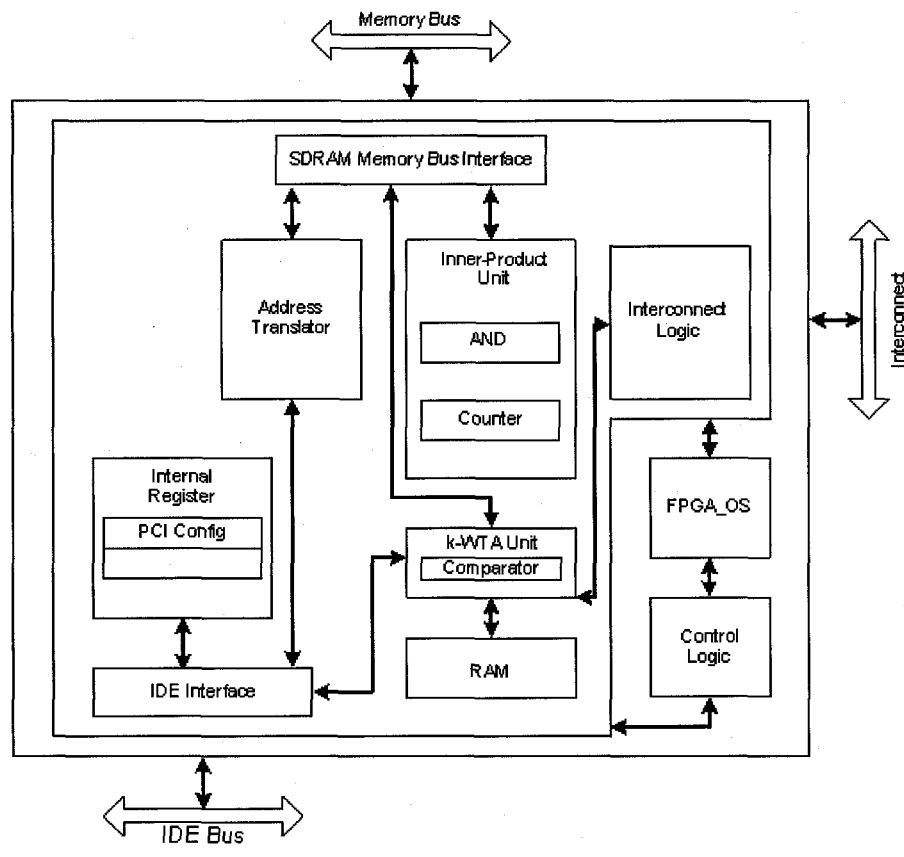 Memory Bus
SDRAM Memory Bus Interface
Address
Translator
Inner-Product
Unit
AND
Counter
Interconnect
Logic
Interconnect
Internal
Register
PCI Config
FPGA_OS
k-WTA Unit
Comparator
RAM
Control
Logic
IDE Interface
IDE Bus